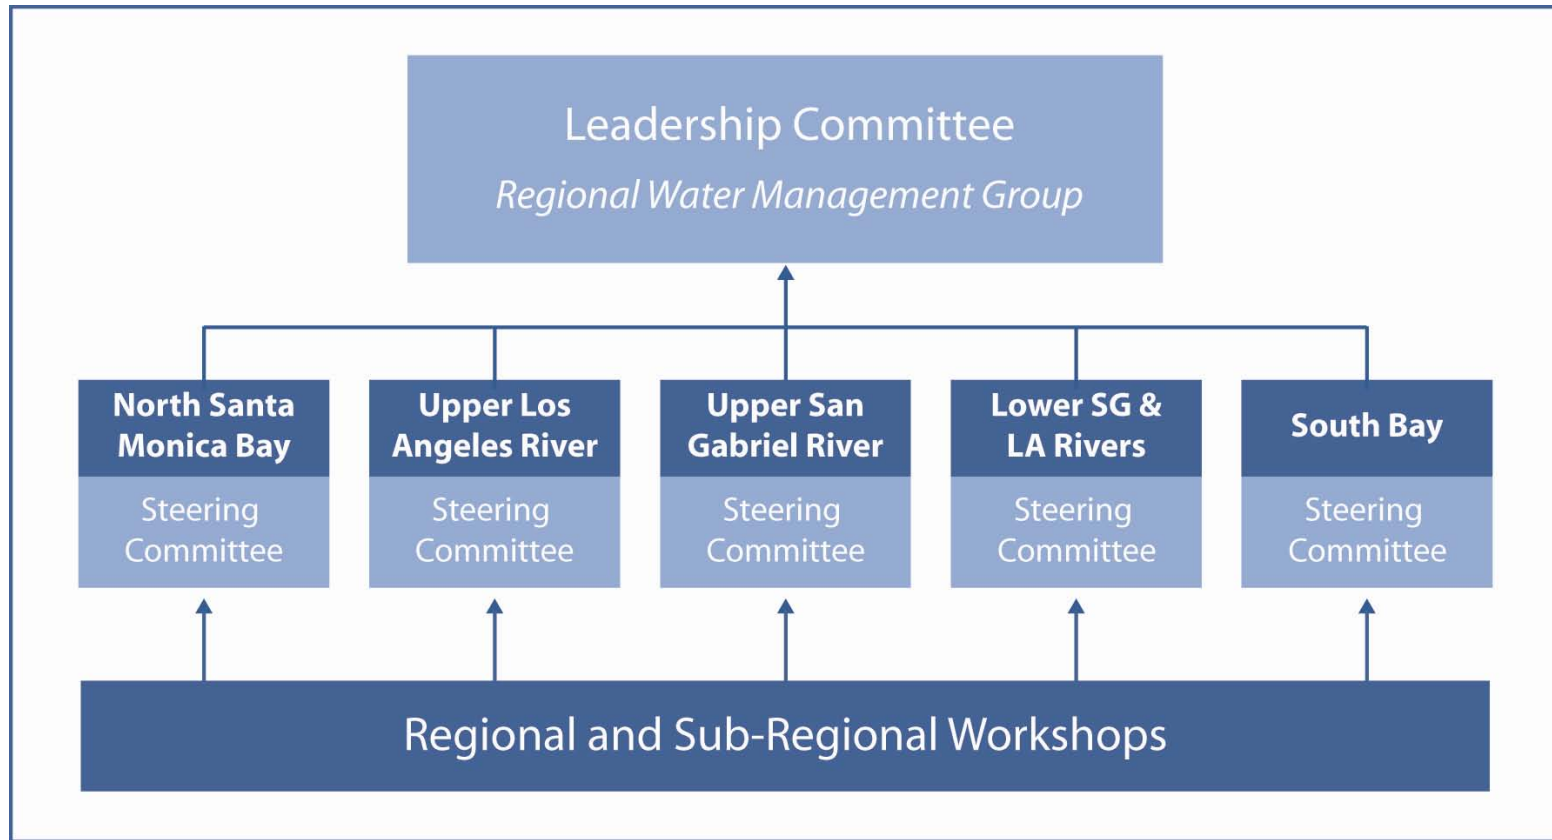 Leadership Committee
Regional Water Management Group
North Santa
Monica Bay
Steering
Committee
Upper Los
Angeles River
Steering
Committee
Upper San
Gabriel River
Steering
Committee
Lower SG &
LA Rivers
Steering
Committee
South Bay
Steering
Committee
Regional and Sub-Regional Workshops